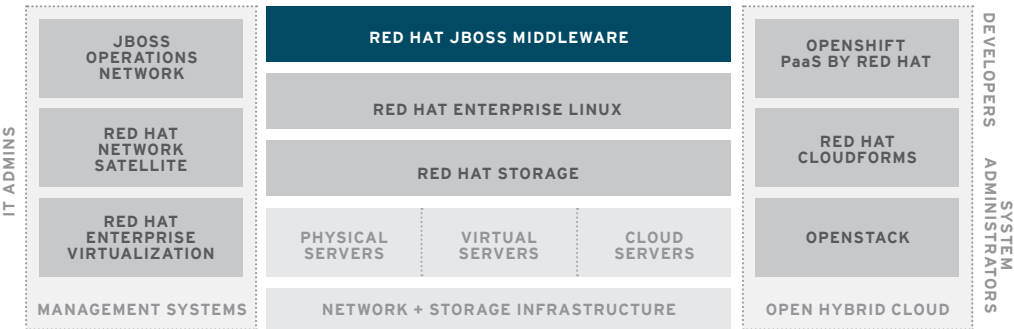 IT ADMINS
JBOSS
OPERATIONS
NETWORK
RED HAT
NETWORK
SATELLITE
RED HAT
ENTERPRISE
VIRTUALIZATION
MANAGEMENT SYSTEMS
RED HAT JBOSS MIDDLEWARE
RED HAT ENTERPRISE LINUX
RED HAT STORAGE
PHYSICAL
SERVERS
VIRTUAL
SERVERS
CLOUD
SERVERS
NETWORK + STORAGE INFRASTRUCTURE
OPENSHIFT
PaaS BY RED HAT
RED HAT
CLOUDFORMS
OPENSTACK
OPEN HYBRID CLOUD
DEVELOPERS
SYSTEM
ADMINISTRATORS